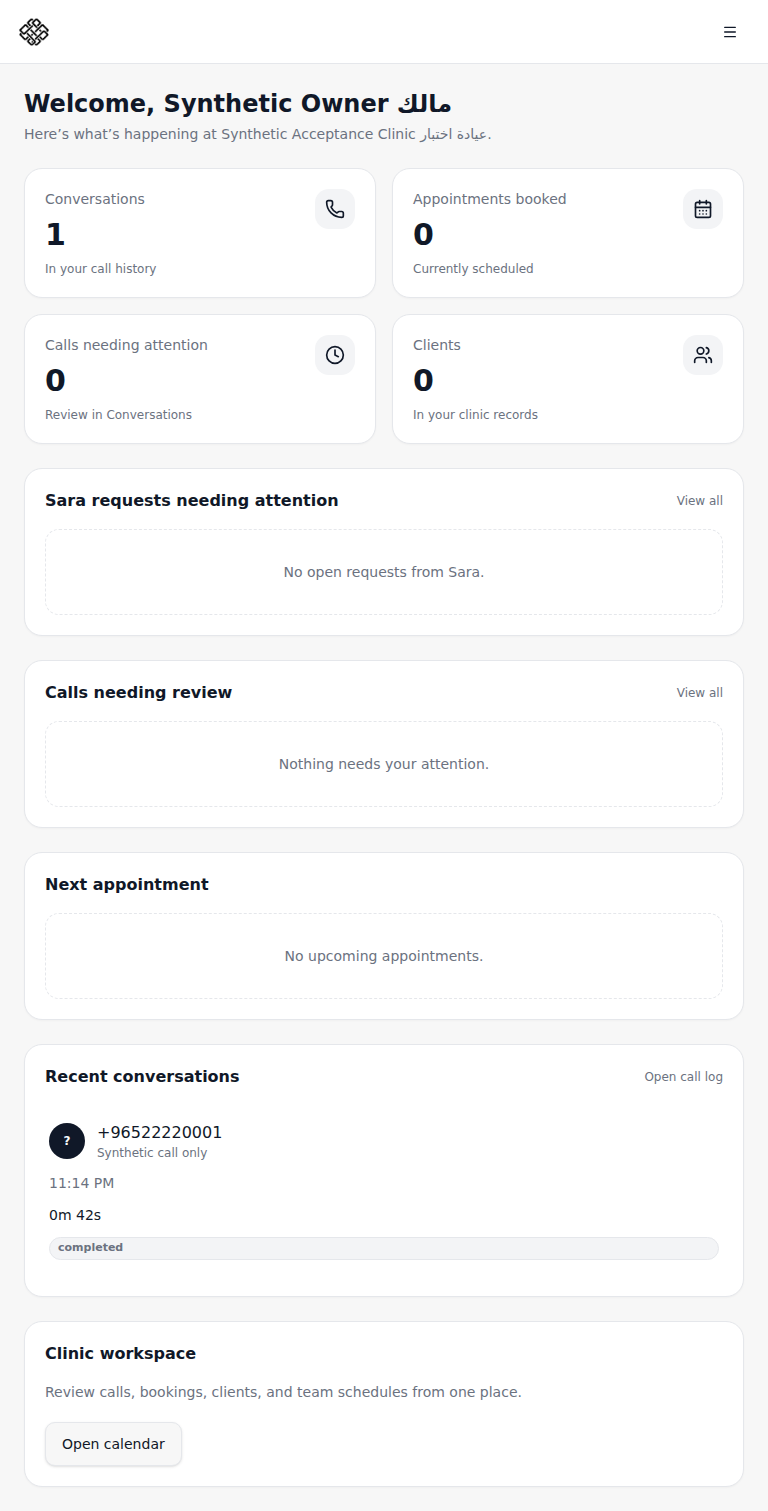 Welcome, Synthetic Owner مالك
Here’s what’s happening at Synthetic Acceptance Clinic عيادة اختبار.
Conversations
1
In your call history
Appointments booked
0
Currently scheduled
Calls needing attention
0
Review in Conversations
Clients
0
In your clinic records
Sara requests needing attention
View all
No open requests from Sara.
Calls needing review
View all
Nothing needs your attention.
Next appointment
No upcoming appointments.
Recent conversations
Open call log
?
+96522220001
Synthetic call only
11:14 PM
0m 42s
completed
Clinic workspace
Review calls, bookings, clients, and team schedules from one place.
Open calendar